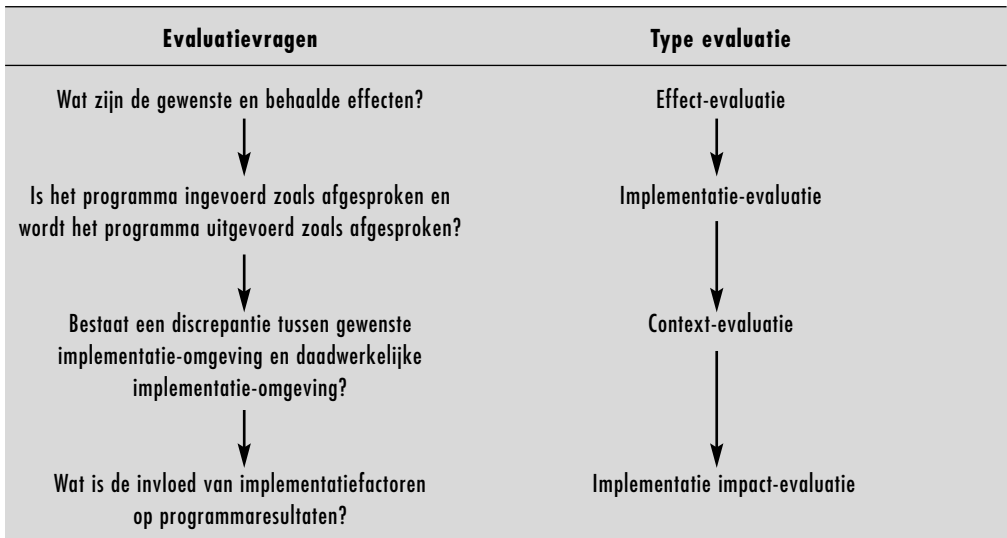 Evaluatievragen Type evaluatie
Wat zijn de gewenste en behaalde effecten? Effect-evaluatie
Is het programma ingevoerd zoals afgesproken en Implementatie-evaluatie
wordt het programma uitgevoerd zoals afgesproken?
Bestaat een discrepantie tussen gewenste Context-evaluatie
implementatie-omgeving en daadwerkelijke
implementatie-omgeving?
Wat is de invloed van implementatiefactoren Implementatie impact-evaluatie
op programmaresultaten?